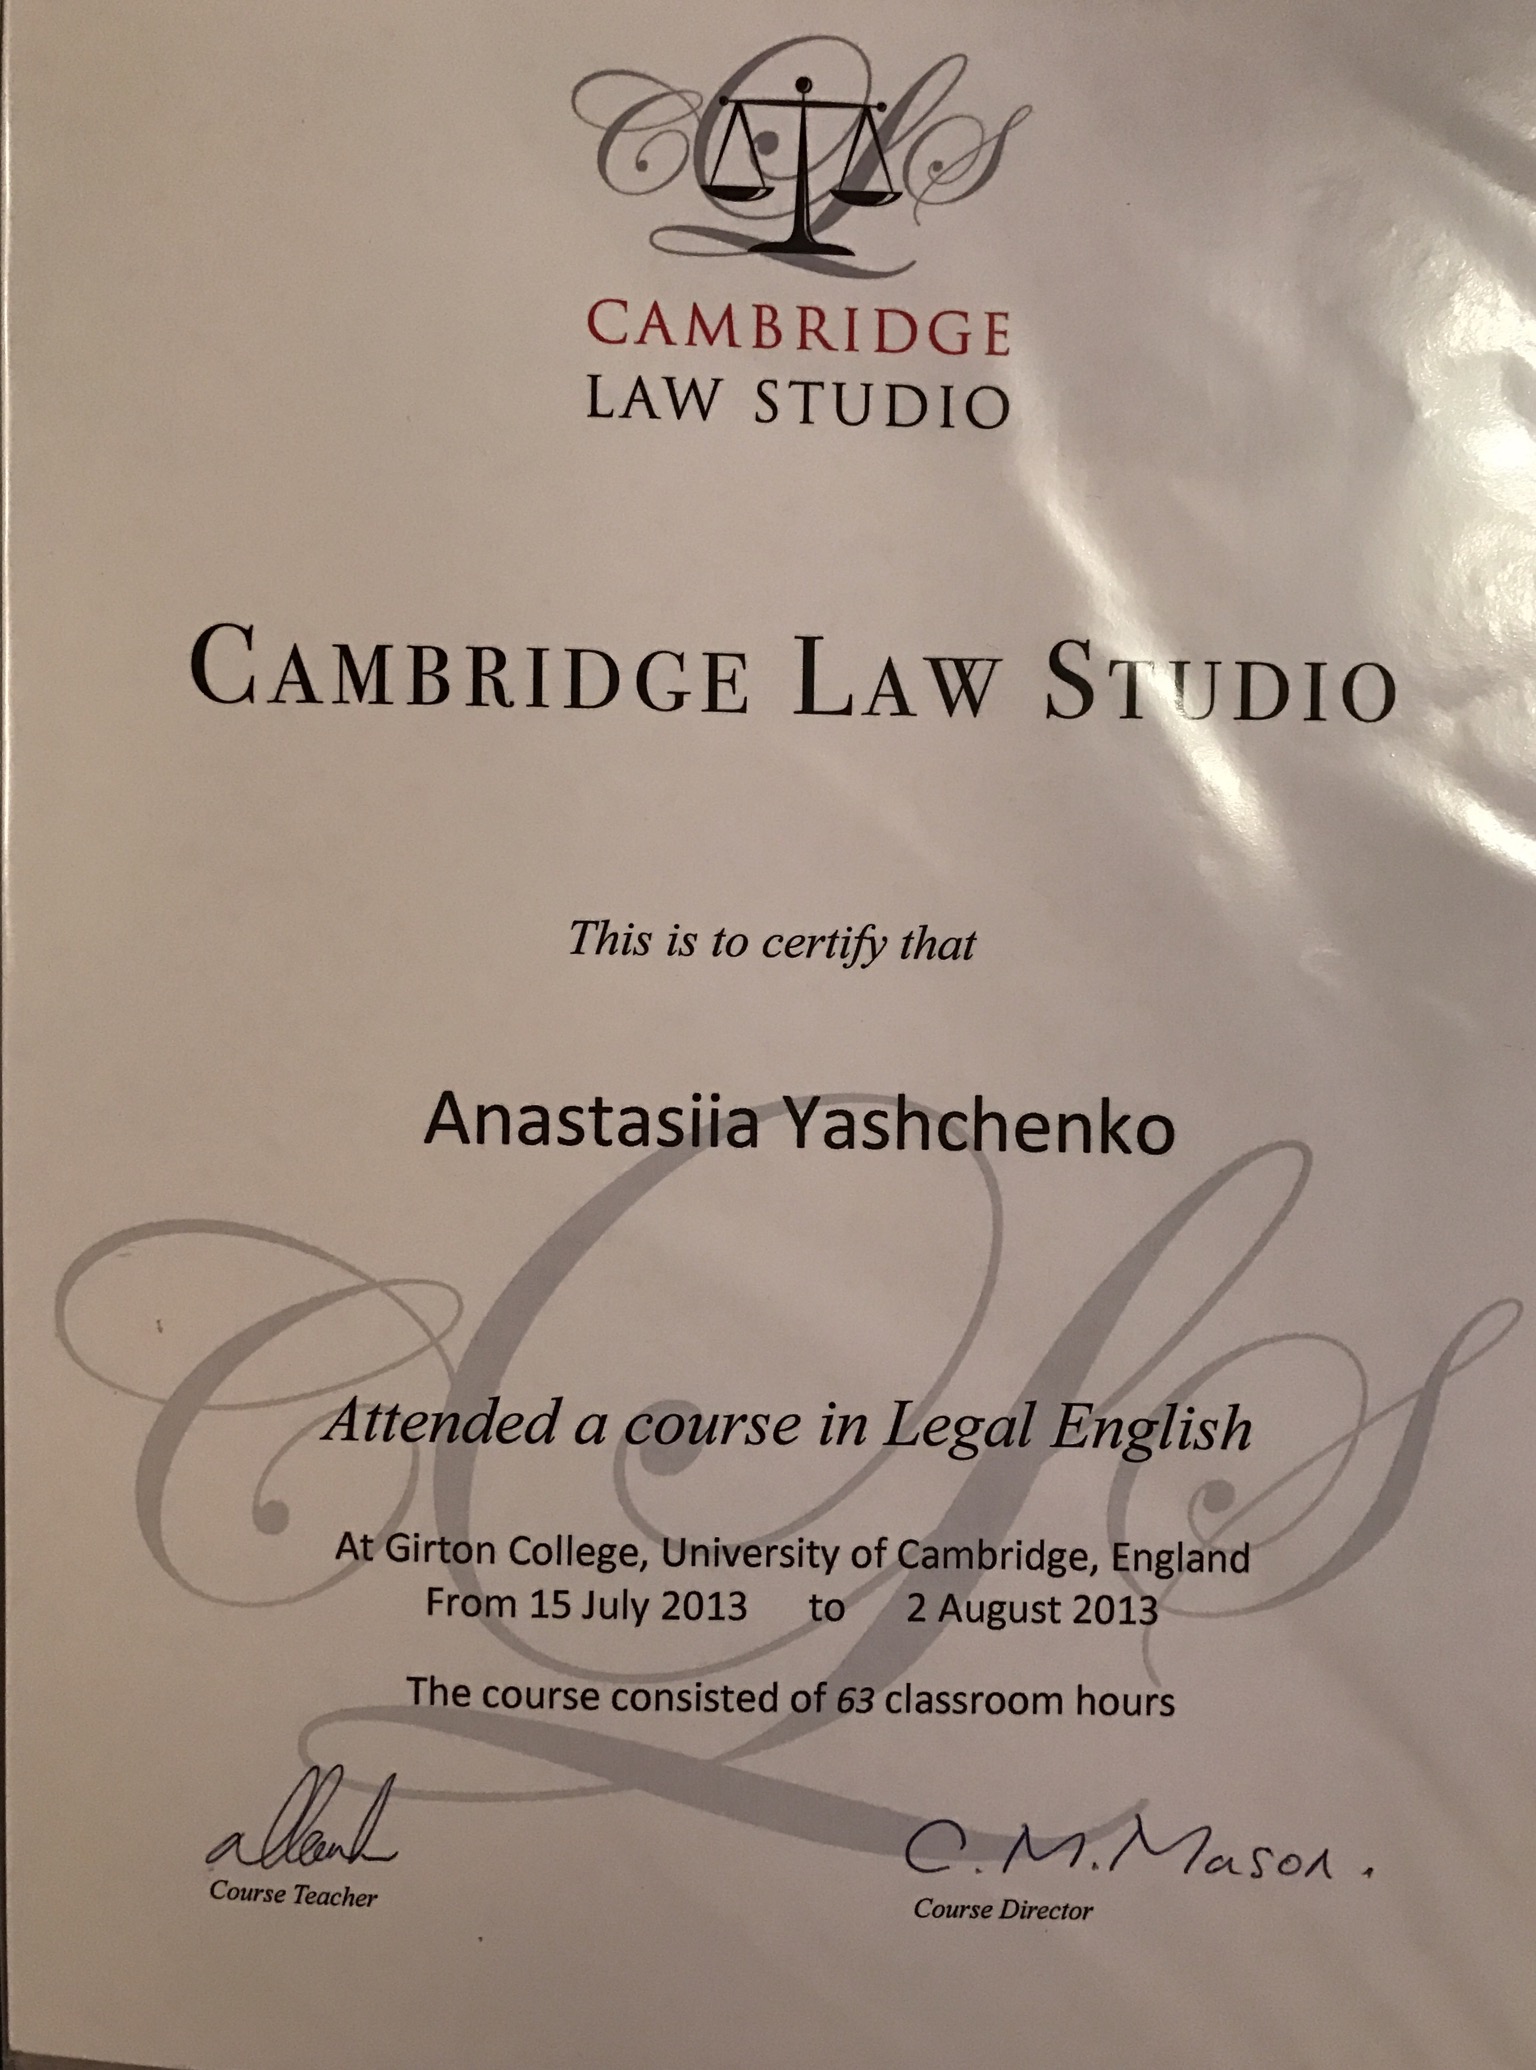 CLS
CAMBRIDGE
LAW STUDIO
CAMBRIDGE LAW STUDIO
This is to certify that
Anastasiia Yashchenko
CLS
Attended a course in Legal English
At Girton College, University of Cambridge, England
From 15 July 2013 to 2 August 2013
The course consisted of 63 classroom hours
C. M. Mason.
Course Teacher
Course Director